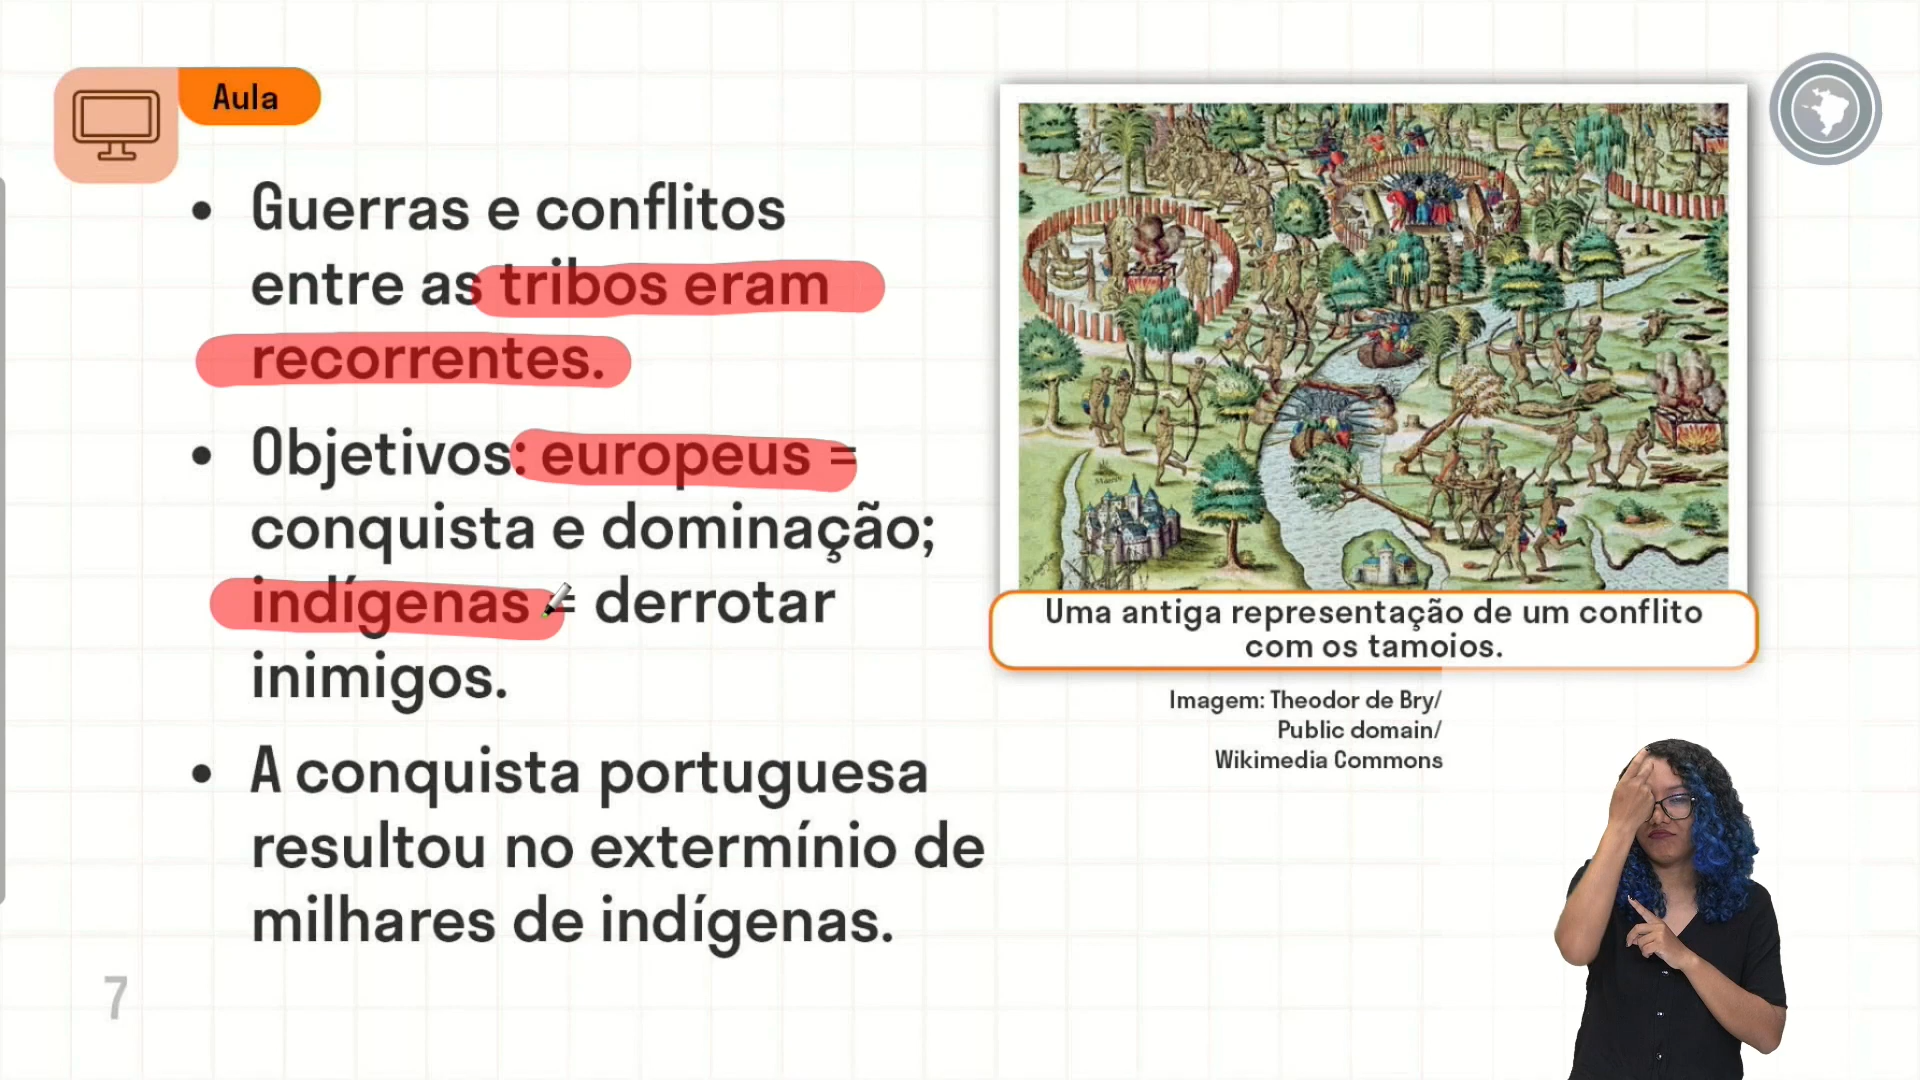 Aula
• Guerras e conflitos
entre as tribos eram
recorrentes.
• Objetivos: europeus =
conquista e dominação;
indígenas = derrotar
inimigos.
• A conquista portuguesa
resultou no extermínio de
milhares de indígenas.
7
Uma antiga representação de um conflito
com os tamoios.
Imagem: Theodor de Bry/
Public domain/
Wikimedia Commons